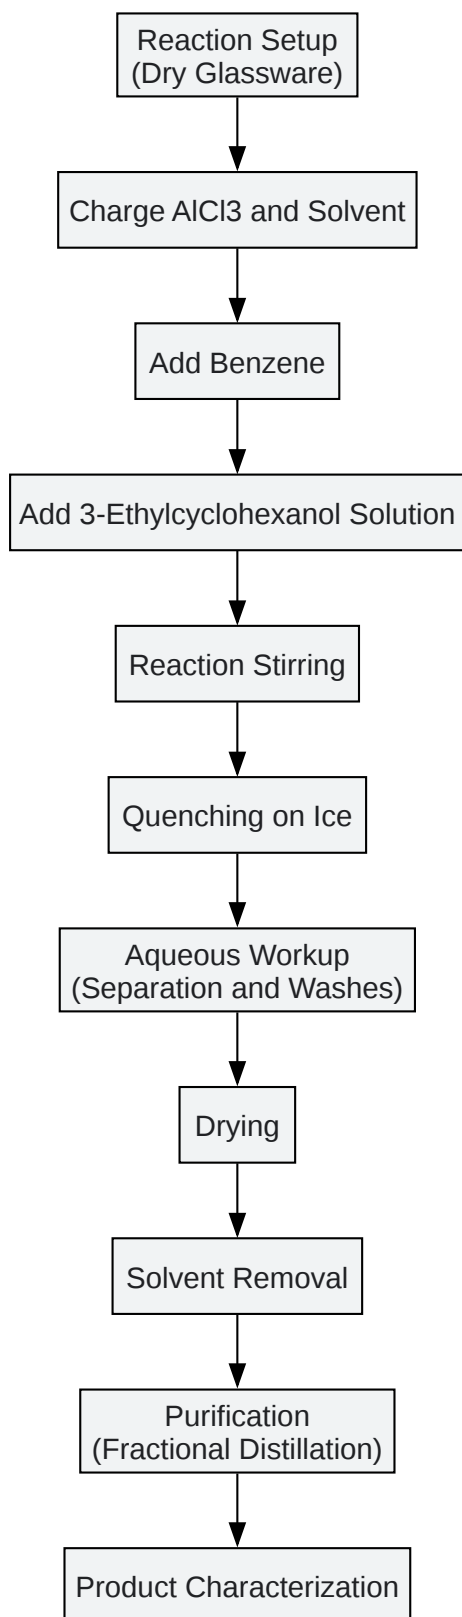 Reaction Setup
(Dry Glassware)
Charge AlCl3 and Solvent
Add Benzene
Add 3-Ethylcyclohexanol Solution
Reaction Stirring
Quenching on Ice
Aqueous Workup
(Separation and Washes)
Drying
Solvent Removal
Purification
(Fractional Distillation)
Product Characterization